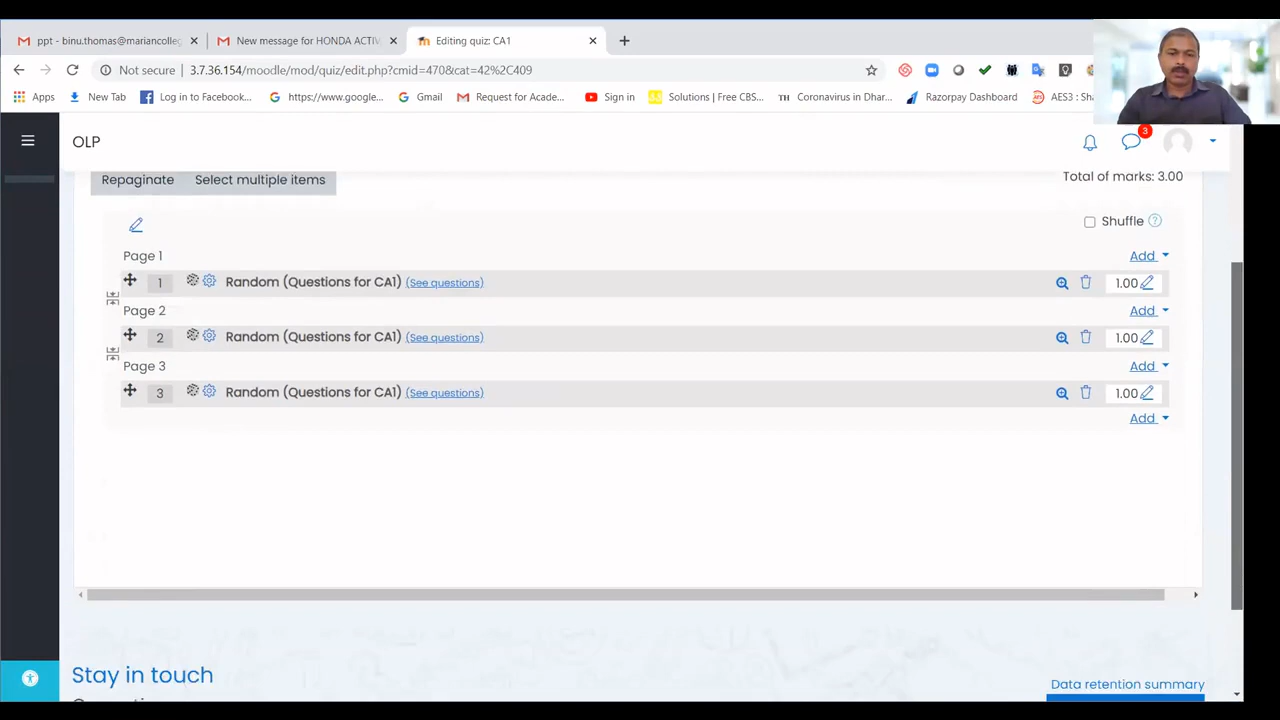 ppt - binu.thomas@mariancolleg
New message for HONDA ACTIV
Editing quiz: CA1
Not secure
3.7.36.154/moodle/mod/quiz/edit.php?cmid=470&cat=42%2C409
Apps
New Tab
Log in to Facebook...
https://www.google...
Gmail
Request for Acade...
Sign in
Solutions | Free CBS...
TH Coronavirus in Dhar...
Razorpay Dashboard
AES3 : Sha
OLP
3
Repaginate
Select multiple items
Total of marks: 3.00
Shuffle
Page 1
Add
1
Random (Questions for CA1) (See questions)
1.00
Page 2
Add
2
Random (Questions for CA1) (See questions)
1.00
Page 3
Add
3
Random (Questions for CA1) (See questions)
1.00
Add
Stay in touch
Data retention summary